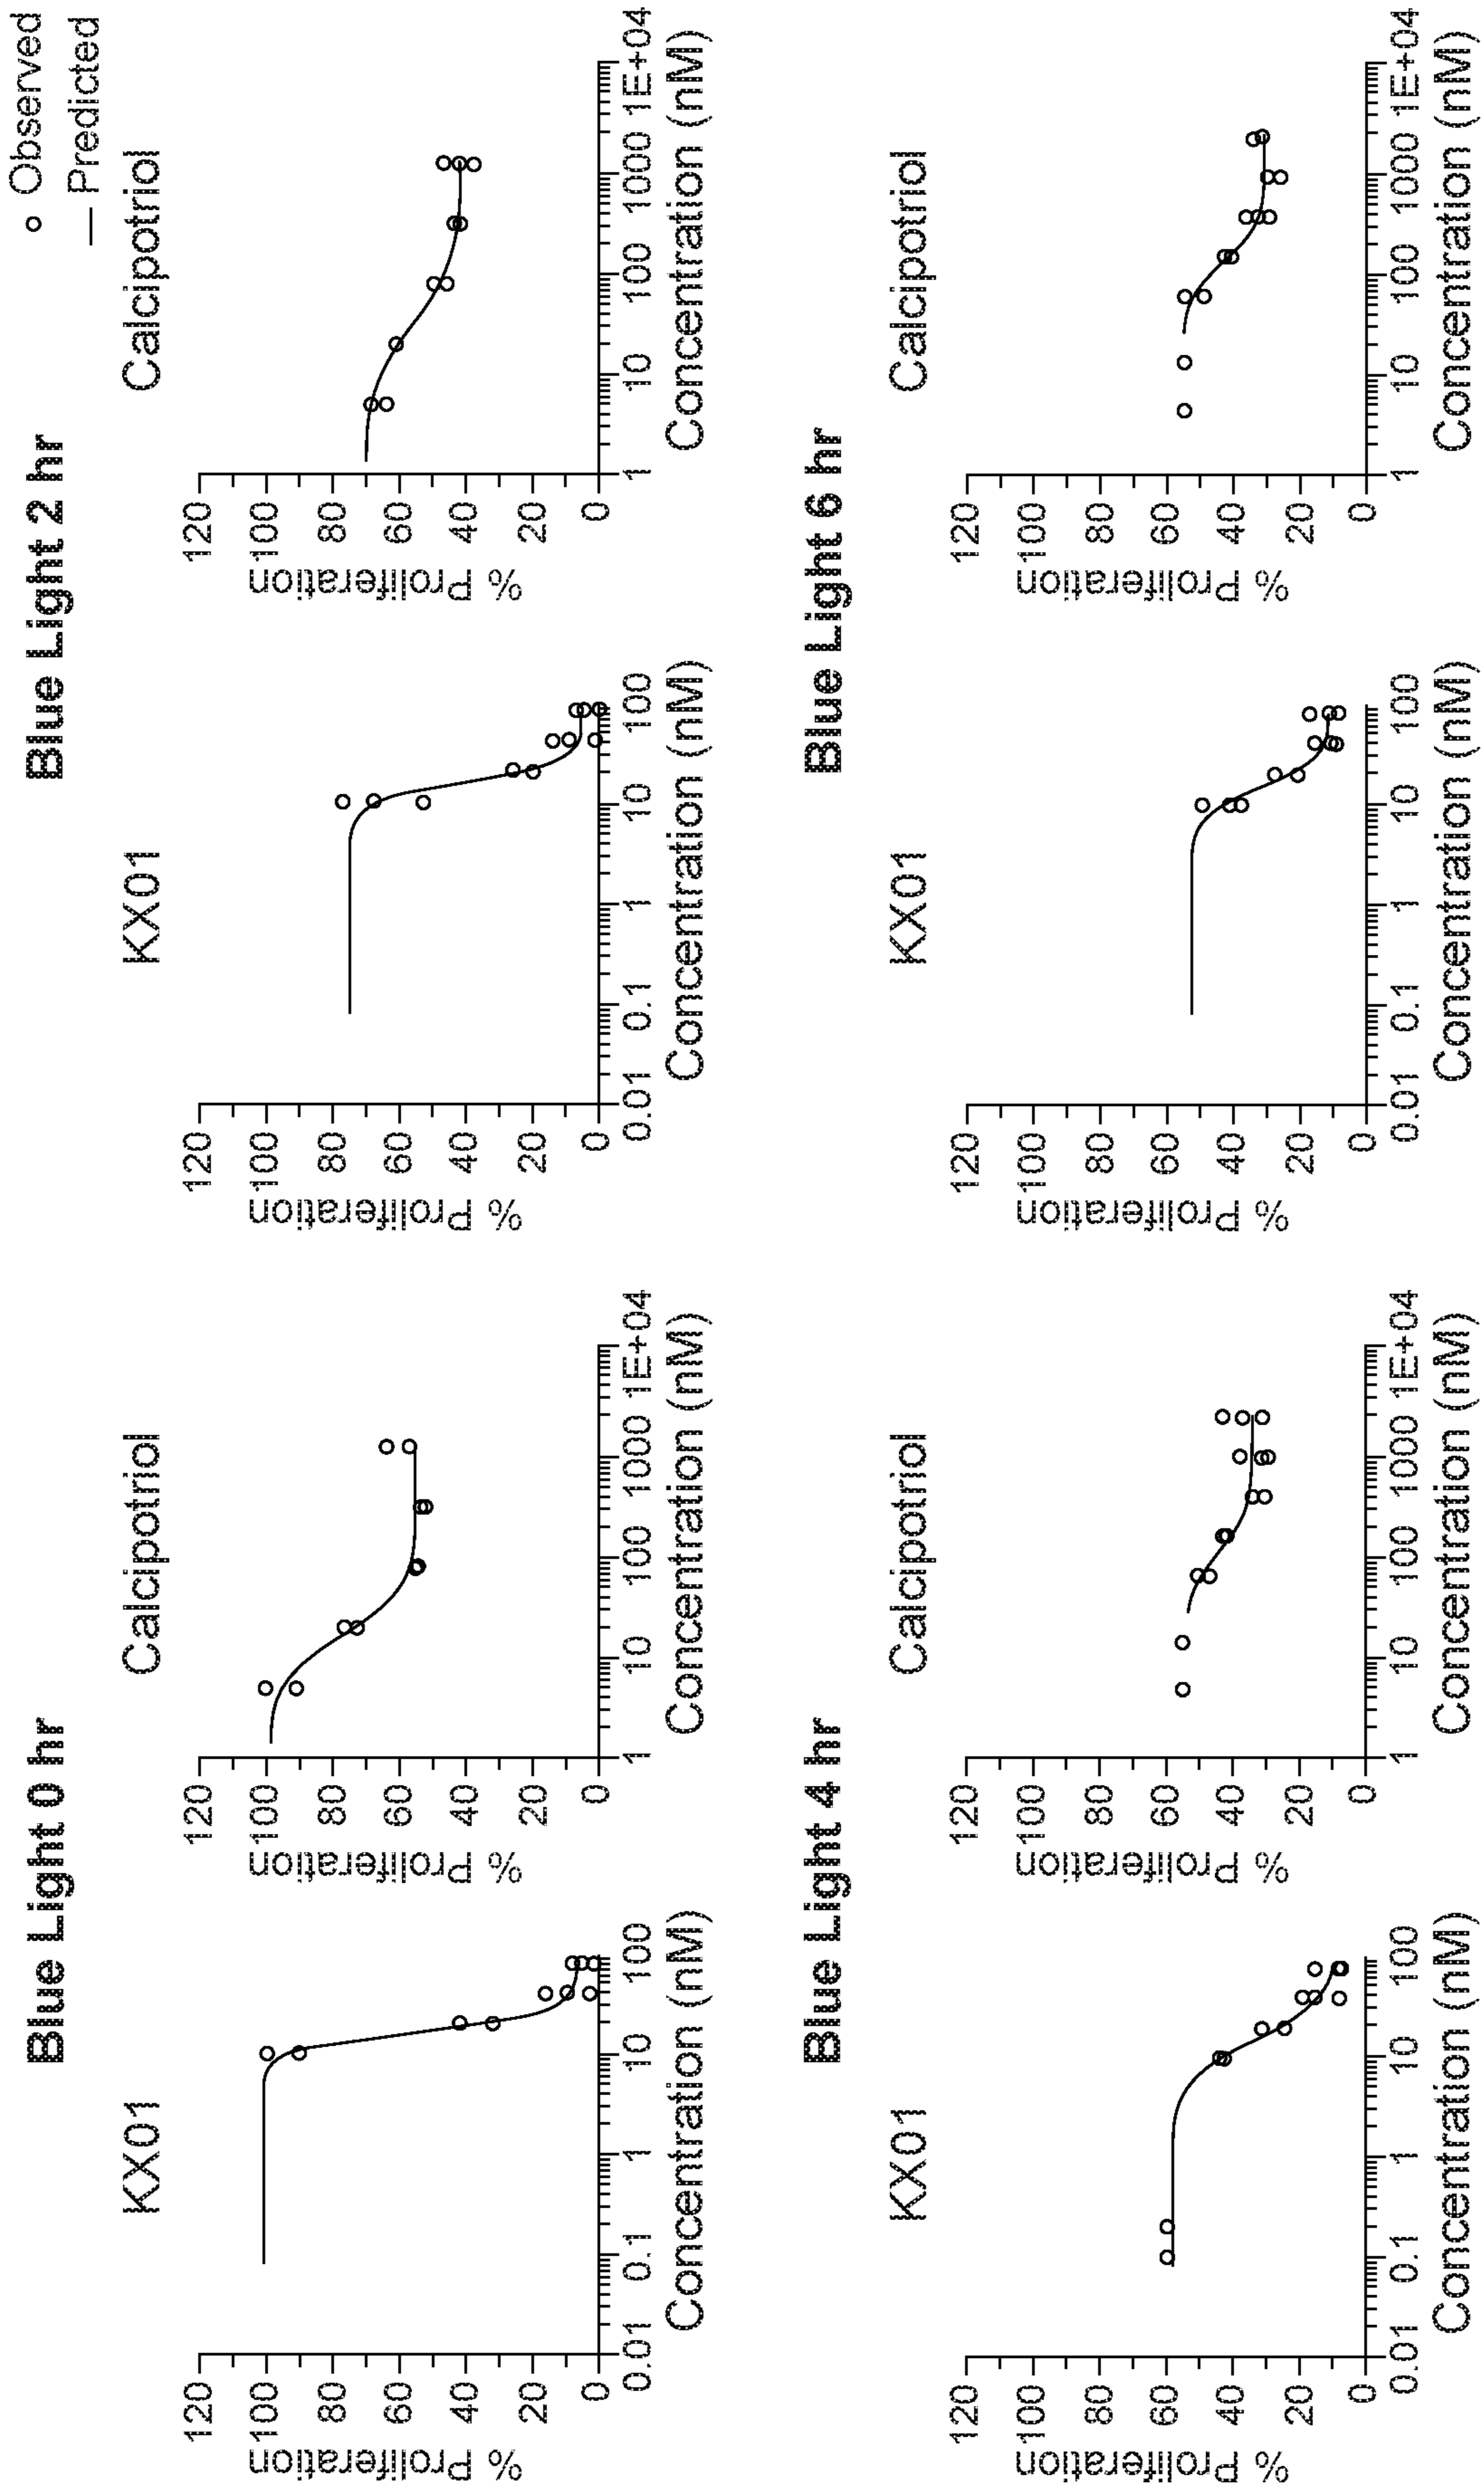 ○ Observed
— Predicted
Blue Light 0 hr
KX01
% Proliferation
120
100
80
60
40
20
0
0.01 0.1 1 10 100
Concentration (nM)
Calcipotriol
% Proliferation
120
100
80
60
40
20
0
1 10 100 1000 1E+04
Concentration (nM)
Blue Light 2 hr
KX01
% Proliferation
120
100
80
60
40
20
0
0.01 0.1 1 10 100
Concentration (nM)
Calcipotriol
% Proliferation
120
100
80
60
40
20
0
1 10 100 1000 1E+04
Concentration (nM)
Blue Light 4 hr
KX01
% Proliferation
120
100
80
60
40
20
0
0.01 0.1 1 10 100
Concentration (nM)
Calcipotriol
% Proliferation
120
100
80
60
40
20
0
1 10 100 1000 1E+04
Concentration (nM)
Blue Light 6 hr
KX01
% Proliferation
120
100
80
60
40
20
0
0.01 0.1 1 10 100
Concentration (nM)
Calcipotriol
% Proliferation
120
100
80
60
40
20
0
1 10 100 1000 1E+04
Concentration (nM)